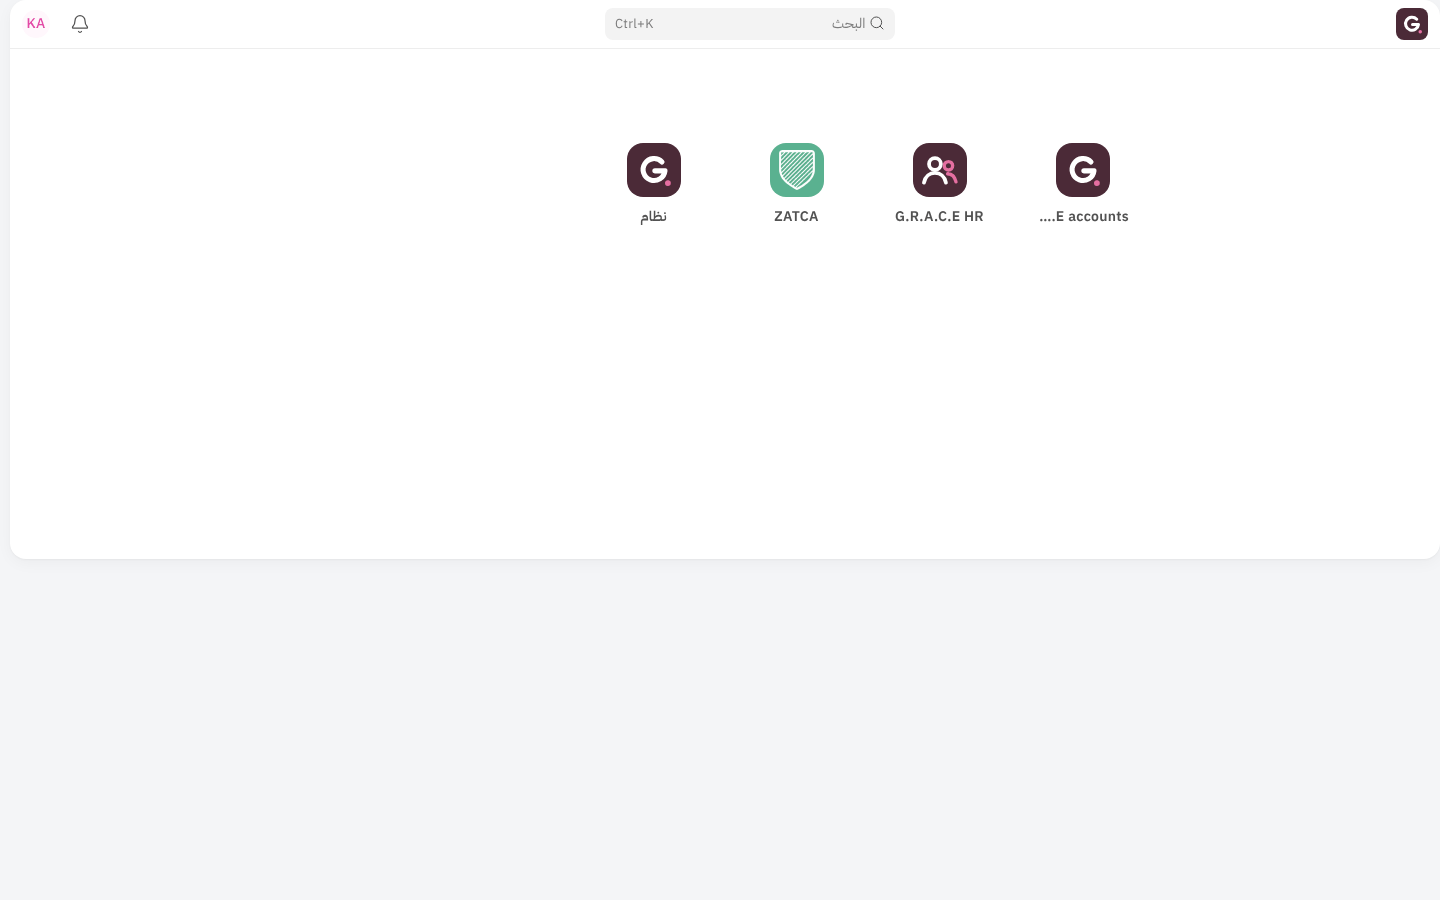 البحث Ctrl+K
KA
E accounts....
G.R.A.C.E HR
ZATCA
نظام